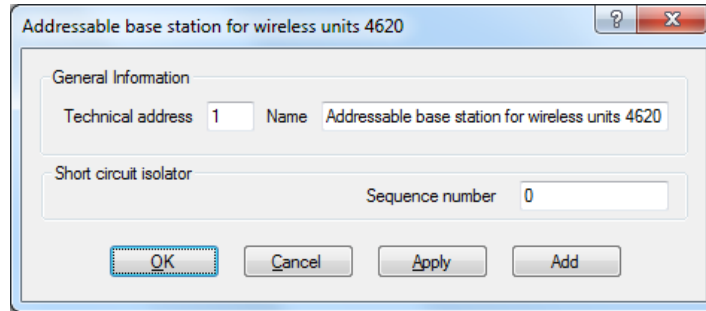 Addressable base station for wireless units 4620
General Information
Technical address 1 Name Addressable base station for wireless units 4620
Short circuit isolator
Sequence number 0
OK Cancel Apply Add